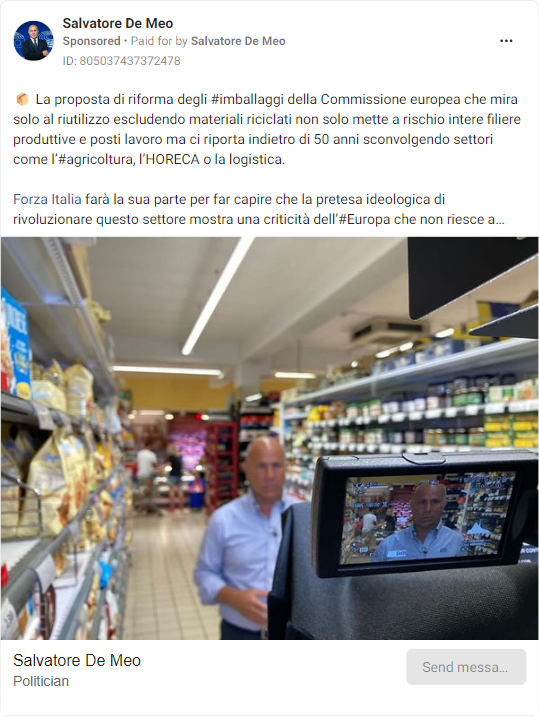 Salvatore De Meo
Sponsored • Paid for by Salvatore De Meo
ID: 805037437372478
La proposta di riforma degli #imballaggi della Commissione europea che mira
solo al riutilizzo escludendo materiali riciclati non solo mette a rischio intere filiere
produttive e posti lavoro ma ci riporta indietro di 50 anni sconvolgendo settori
come l’#agricoltura, l’HORECA o la logistica.
Forza Italia farà la sua parte per far capire che la pretesa ideologica di
rivoluzionare questo settore mostra una criticità dell’#Europa che non riesce a...
Salvatore De Meo
Politician
Send messa...